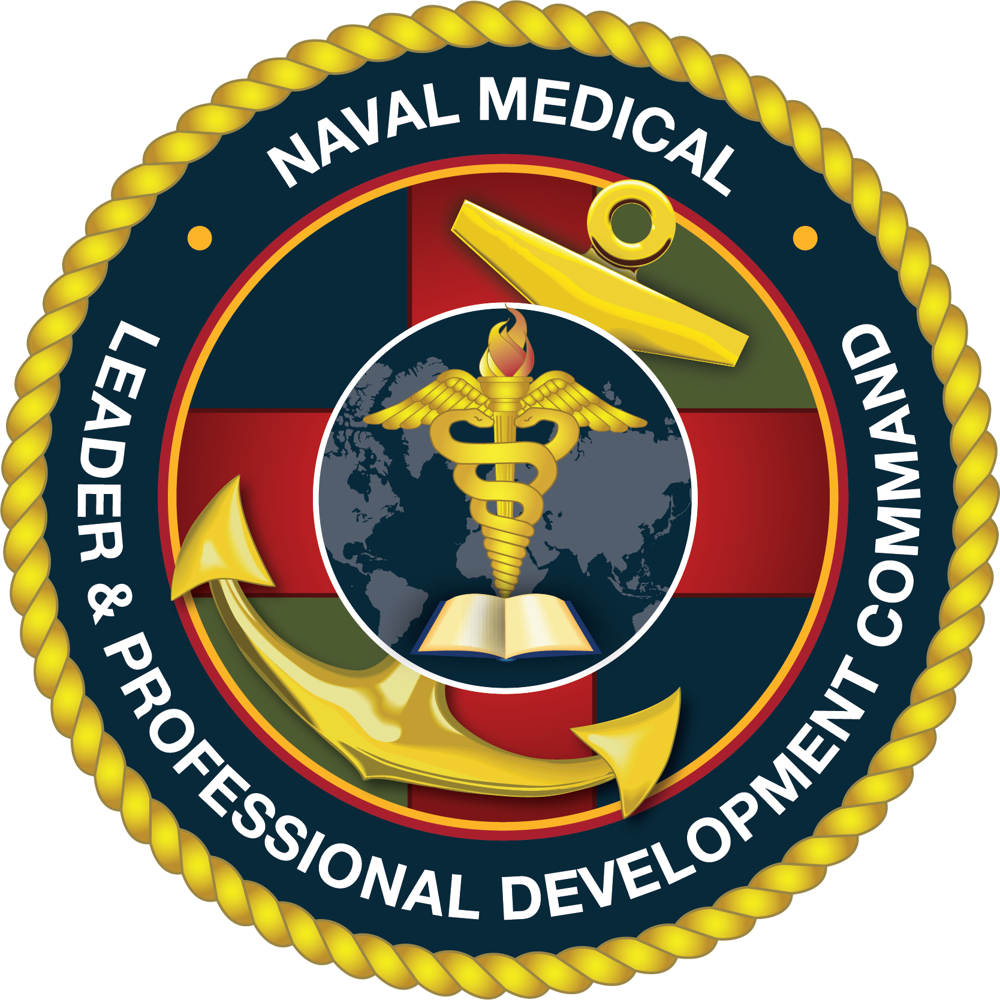 NAVAL MEDICAL
LEADER & PROFESSIONAL DEVELOPMENT COMMAND